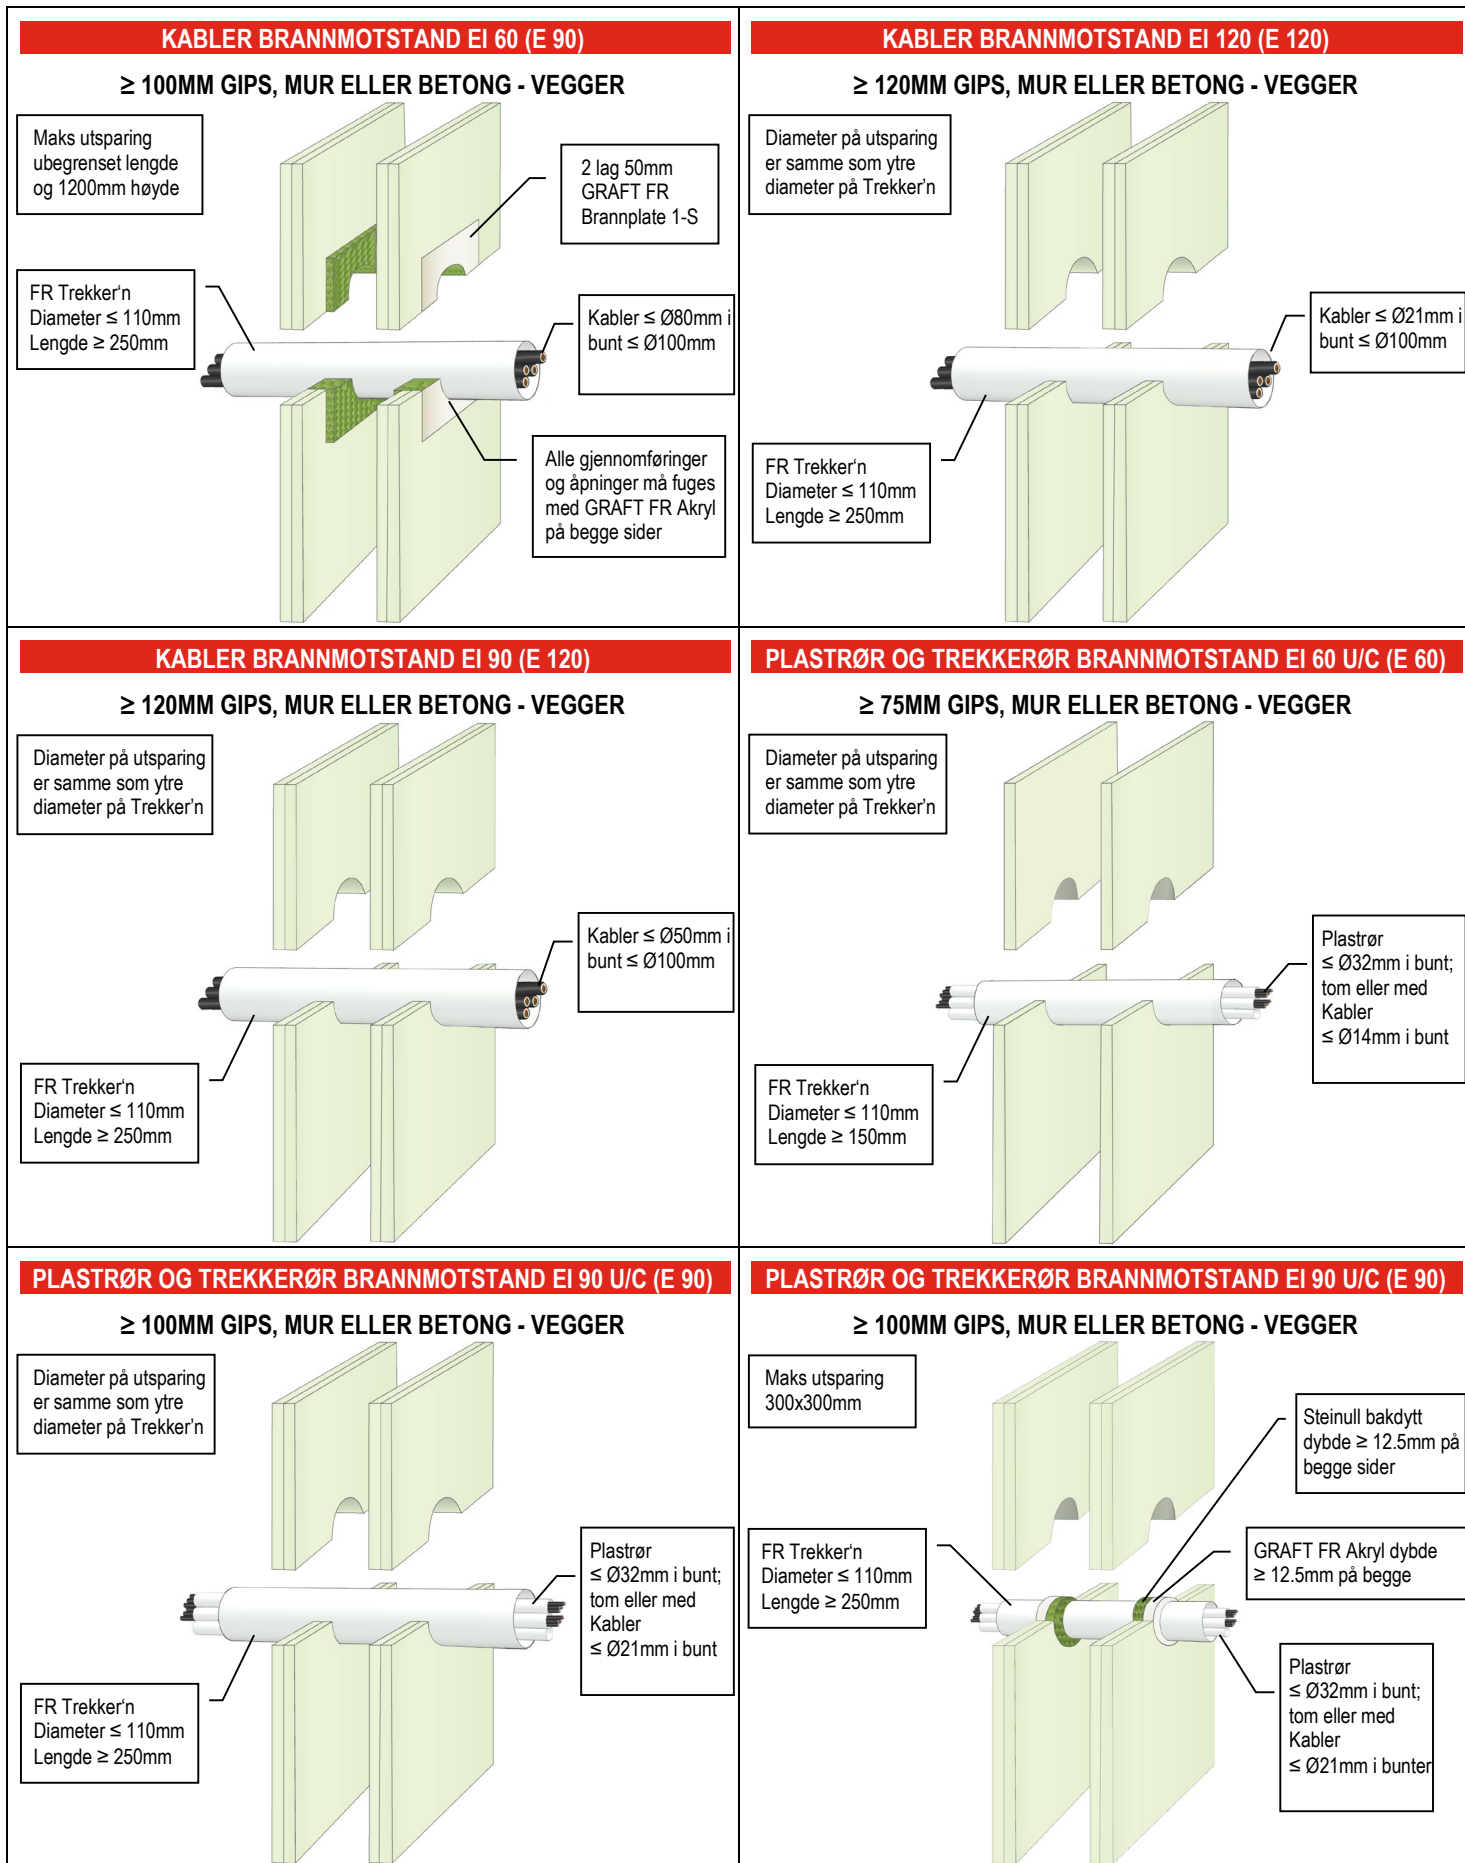 KABLER BRANNMOTSTAND EI 60 (E 90)
≥ 100MM GIPS, MUR ELLER BETONG - VEGGER
Maks utsparing
ubegrenset lengde
og 1200mm høyde
2 lag 50mm
GRAFT FR
Brannplate 1-S
FR Trekker‘n
Diameter ≤ 110mm
Lengde ≥ 250mm
Kabler ≤ Ø80mm i
bunt ≤ Ø100mm
Alle gjennomføringer
og åpninger må fuges
med GRAFT FR Akryl
på begge sider
KABLER BRANNMOTSTAND EI 120 (E 120)
≥ 120MM GIPS, MUR ELLER BETONG - VEGGER
Diameter på utsparing
er samme som ytre
diameter på Trekker’n
Kabler ≤ Ø21mm i
bunt ≤ Ø100mm
FR Trekker‘n
Diameter ≤ 110mm
Lengde ≥ 250mm
KABLER BRANNMOTSTAND EI 90 (E 120)
≥ 120MM GIPS, MUR ELLER BETONG - VEGGER
Diameter på utsparing
er samme som ytre
diameter på Trekker’n
Kabler ≤ Ø50mm i
bunt ≤ Ø100mm
FR Trekker‘n
Diameter ≤ 110mm
Lengde ≥ 250mm
PLASTRØR OG TREKKERØR BRANNMOTSTAND EI 60 U/C (E 60)
≥ 75MM GIPS, MUR ELLER BETONG - VEGGER
Diameter på utsparing
er samme som ytre
diameter på Trekker’n
Plastrør
≤ Ø32mm i bunt;
tom eller med
Kabler
≤ Ø14mm i bunt
FR Trekker‘n
Diameter ≤ 110mm
Lengde ≥ 150mm
PLASTRØR OG TREKKERØR BRANNMOTSTAND EI 90 U/C (E 90)
≥ 100MM GIPS, MUR ELLER BETONG - VEGGER
Diameter på utsparing
er samme som ytre
diameter på Trekker’n
Plastrør
≤ Ø32mm i bunt;
tom eller med
Kabler
≤ Ø21mm i bunt
FR Trekker‘n
Diameter ≤ 110mm
Lengde ≥ 250mm
PLASTRØR OG TREKKERØR BRANNMOTSTAND EI 90 U/C (E 90)
≥ 100MM GIPS, MUR ELLER BETONG - VEGGER
Maks utsparing
300x300mm
Steinull bakdytt
dybde ≥ 12.5mm på
begge sider
FR Trekker‘n
Diameter ≤ 110mm
Lengde ≥ 250mm
GRAFT FR Akryl dybde
≥ 12.5mm på begge
Plastrør
≤ Ø32mm i bunt;
tom eller med
Kabler
≤ Ø21mm i bunter